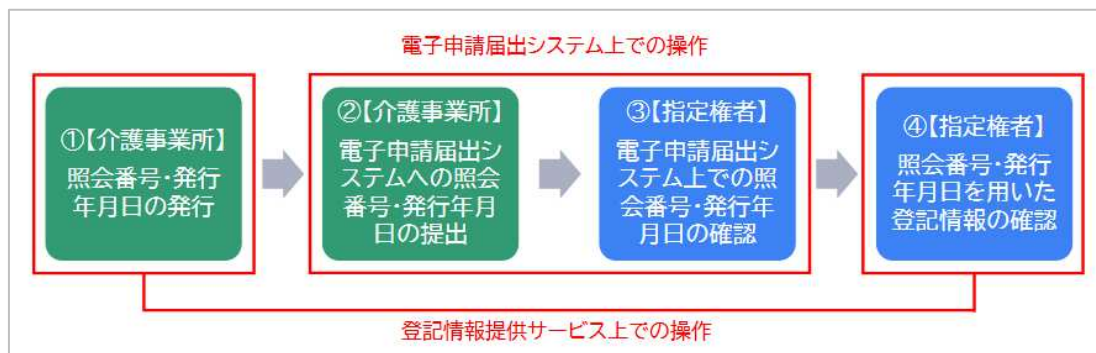 電子申請届出システム上での操作
①【介護事業所】
照会番号・発行
年月日の発行
②【介護事業所】
電子申請届出シ
ステムへの照会
番号・発行年月
日の提出
③【指定権者】
電子申請届出シ
ステム上での照
会番号・発行年
月日の確認
④【指定権者】
照会番号・発行
年月日を用いた
登記情報の確認
登記情報提供サービス上での操作